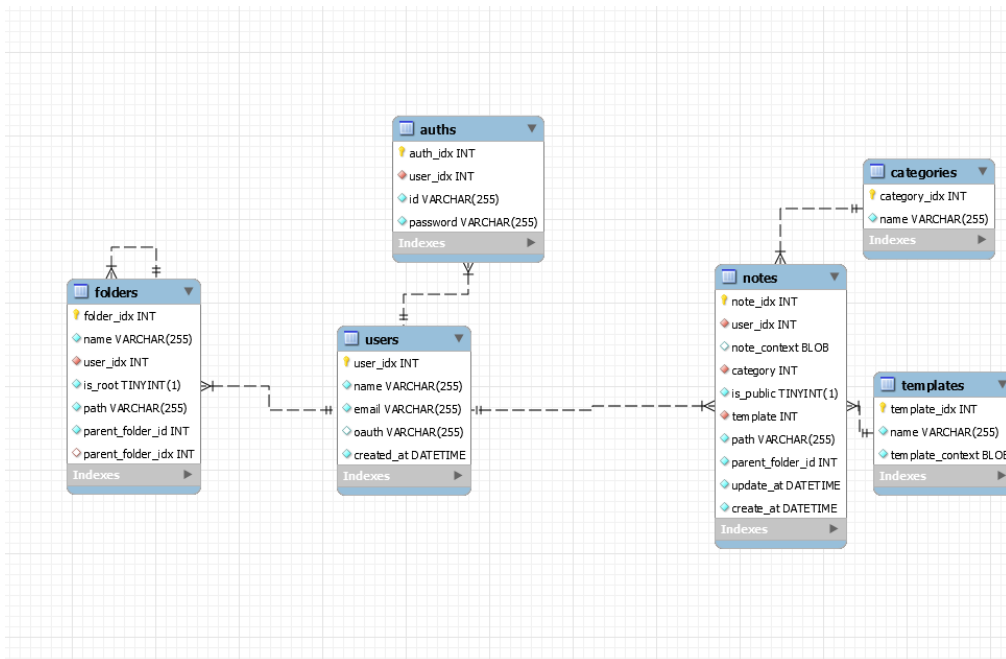 auths
auth_idx INT
user_idx INT
id VARCHAR(255)
password VARCHAR(255)
Indexes
categories
category_idx INT
name VARCHAR(255)
Indexes
folders
folder_idx INT
name VARCHAR(255)
user_idx INT
is_root TINYINT(1)
path VARCHAR(255)
parent_folder_id INT
parent_folder_idx INT
Indexes
users
user_idx INT
name VARCHAR(255)
email VARCHAR(255)
oauth VARCHAR(255)
created_at DATETIME
Indexes
notes
note_idx INT
user_idx INT
note_context BLOB
category INT
is_public TINYINT(1)
template INT
path VARCHAR(255)
parent_folder_id INT
update_at DATETIME
create_at DATETIME
Indexes
templates
template_idx INT
name VARCHAR(255)
template_context BLO
Indexes